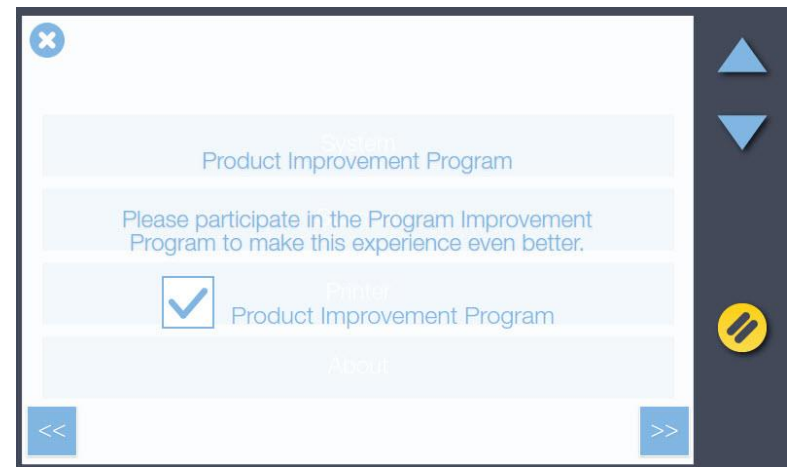 System
Product Improvement Program
Please participate in the Program Improvement
Program to make this experience even better.
Printer
Product Improvement Program
About
<< >>